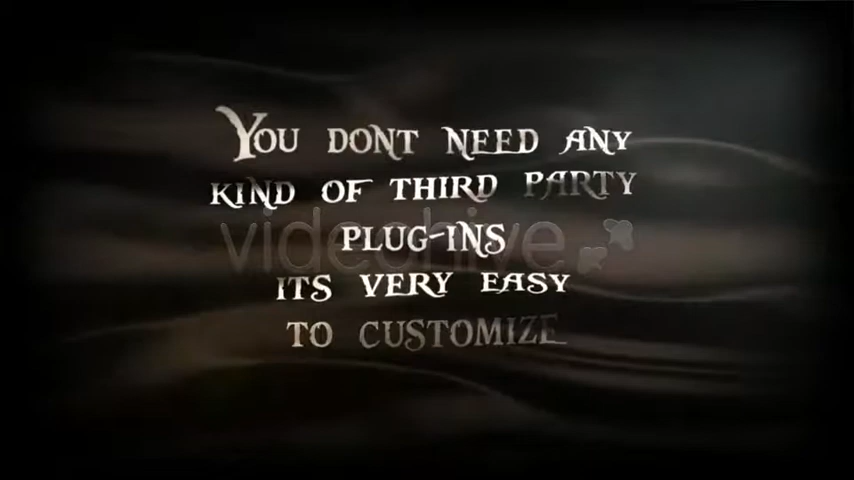 You dont need any
kind of third party
videohive
plug-ins
its very easy
to customize